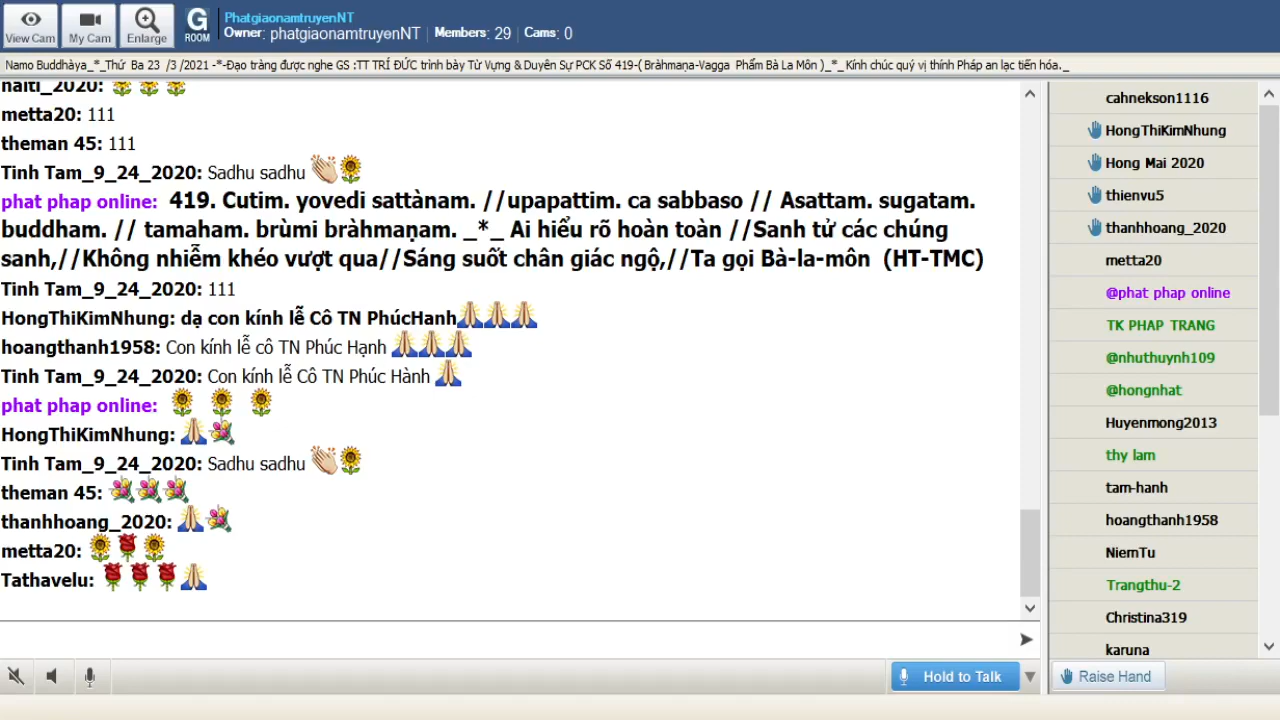 View Cam
My Cam
Enlarge
G
ROOM
PhatgiaonamtruyenNT
Owner: phatgiaonamtruyenNT | Members: 29 | Cams: 0
Namo Buddhàya_*_Thứ Ba 23 /3 /2021 -*-Đạo tràng được nghe GS :TT TRÍ ĐỨC trình bày Từ Vựng & Duyên Sự PCK Số 419-( Bràhmaṇa-Vagga Phẩm Bà La Môn )_*_ Kính chúc quý vị thính Pháp an lạc tiến hóa._
haiti_2020:
metta20: 111
theman 45: 111
Tinh Tam_9_24_2020: Sadhu sadhu
phat phap online: 419. Cutim. yovedi sattànam. //upapattim. ca sabbaso // Asattam. sugatam.
buddham. // tamaham. brùmi bràhmaṇam. _*_ Ai hiểu rõ hoàn toàn //Sanh tử các chúng
sanh,//Không nhiễm khéo vượt qua//Sáng suốt chân giác ngộ,//Ta gọi Bà-la-môn (HT-TMC)
Tinh Tam_9_24_2020: 111
HongThiKimNhung: dạ con kính lễ Cô TN PhúcHanh
hoangthanh1958: Con kính lễ cô TN Phúc Hạnh
Tinh Tam_9_24_2020: Con kính lễ Cô TN Phúc Hành
phat phap online:
HongThiKimNhung:
Tinh Tam_9_24_2020: Sadhu sadhu
theman 45:
thanhhoang_2020:
metta20:
Tathavelu:
Hold to Talk
cahnekson1116
HongThiKimNhung
Hong Mai 2020
thienvu5
thanhhoang_2020
metta20
@phat phap online
TK PHAP TRANG
@nhuthuynh109
@hongnhat
Huyenmong2013
thy lam
tam-hanh
hoangthanh1958
NiemTu
Trangthu-2
Christina319
karuna
Raise Hand